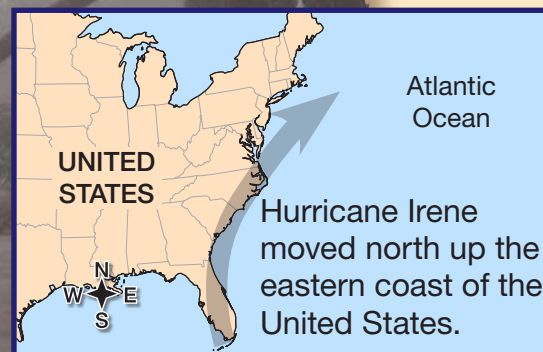 Atlantic
Ocean
UNITED
STATES
Hurricane Irene
moved north up the
eastern coast of the
United States.
N
W E
S